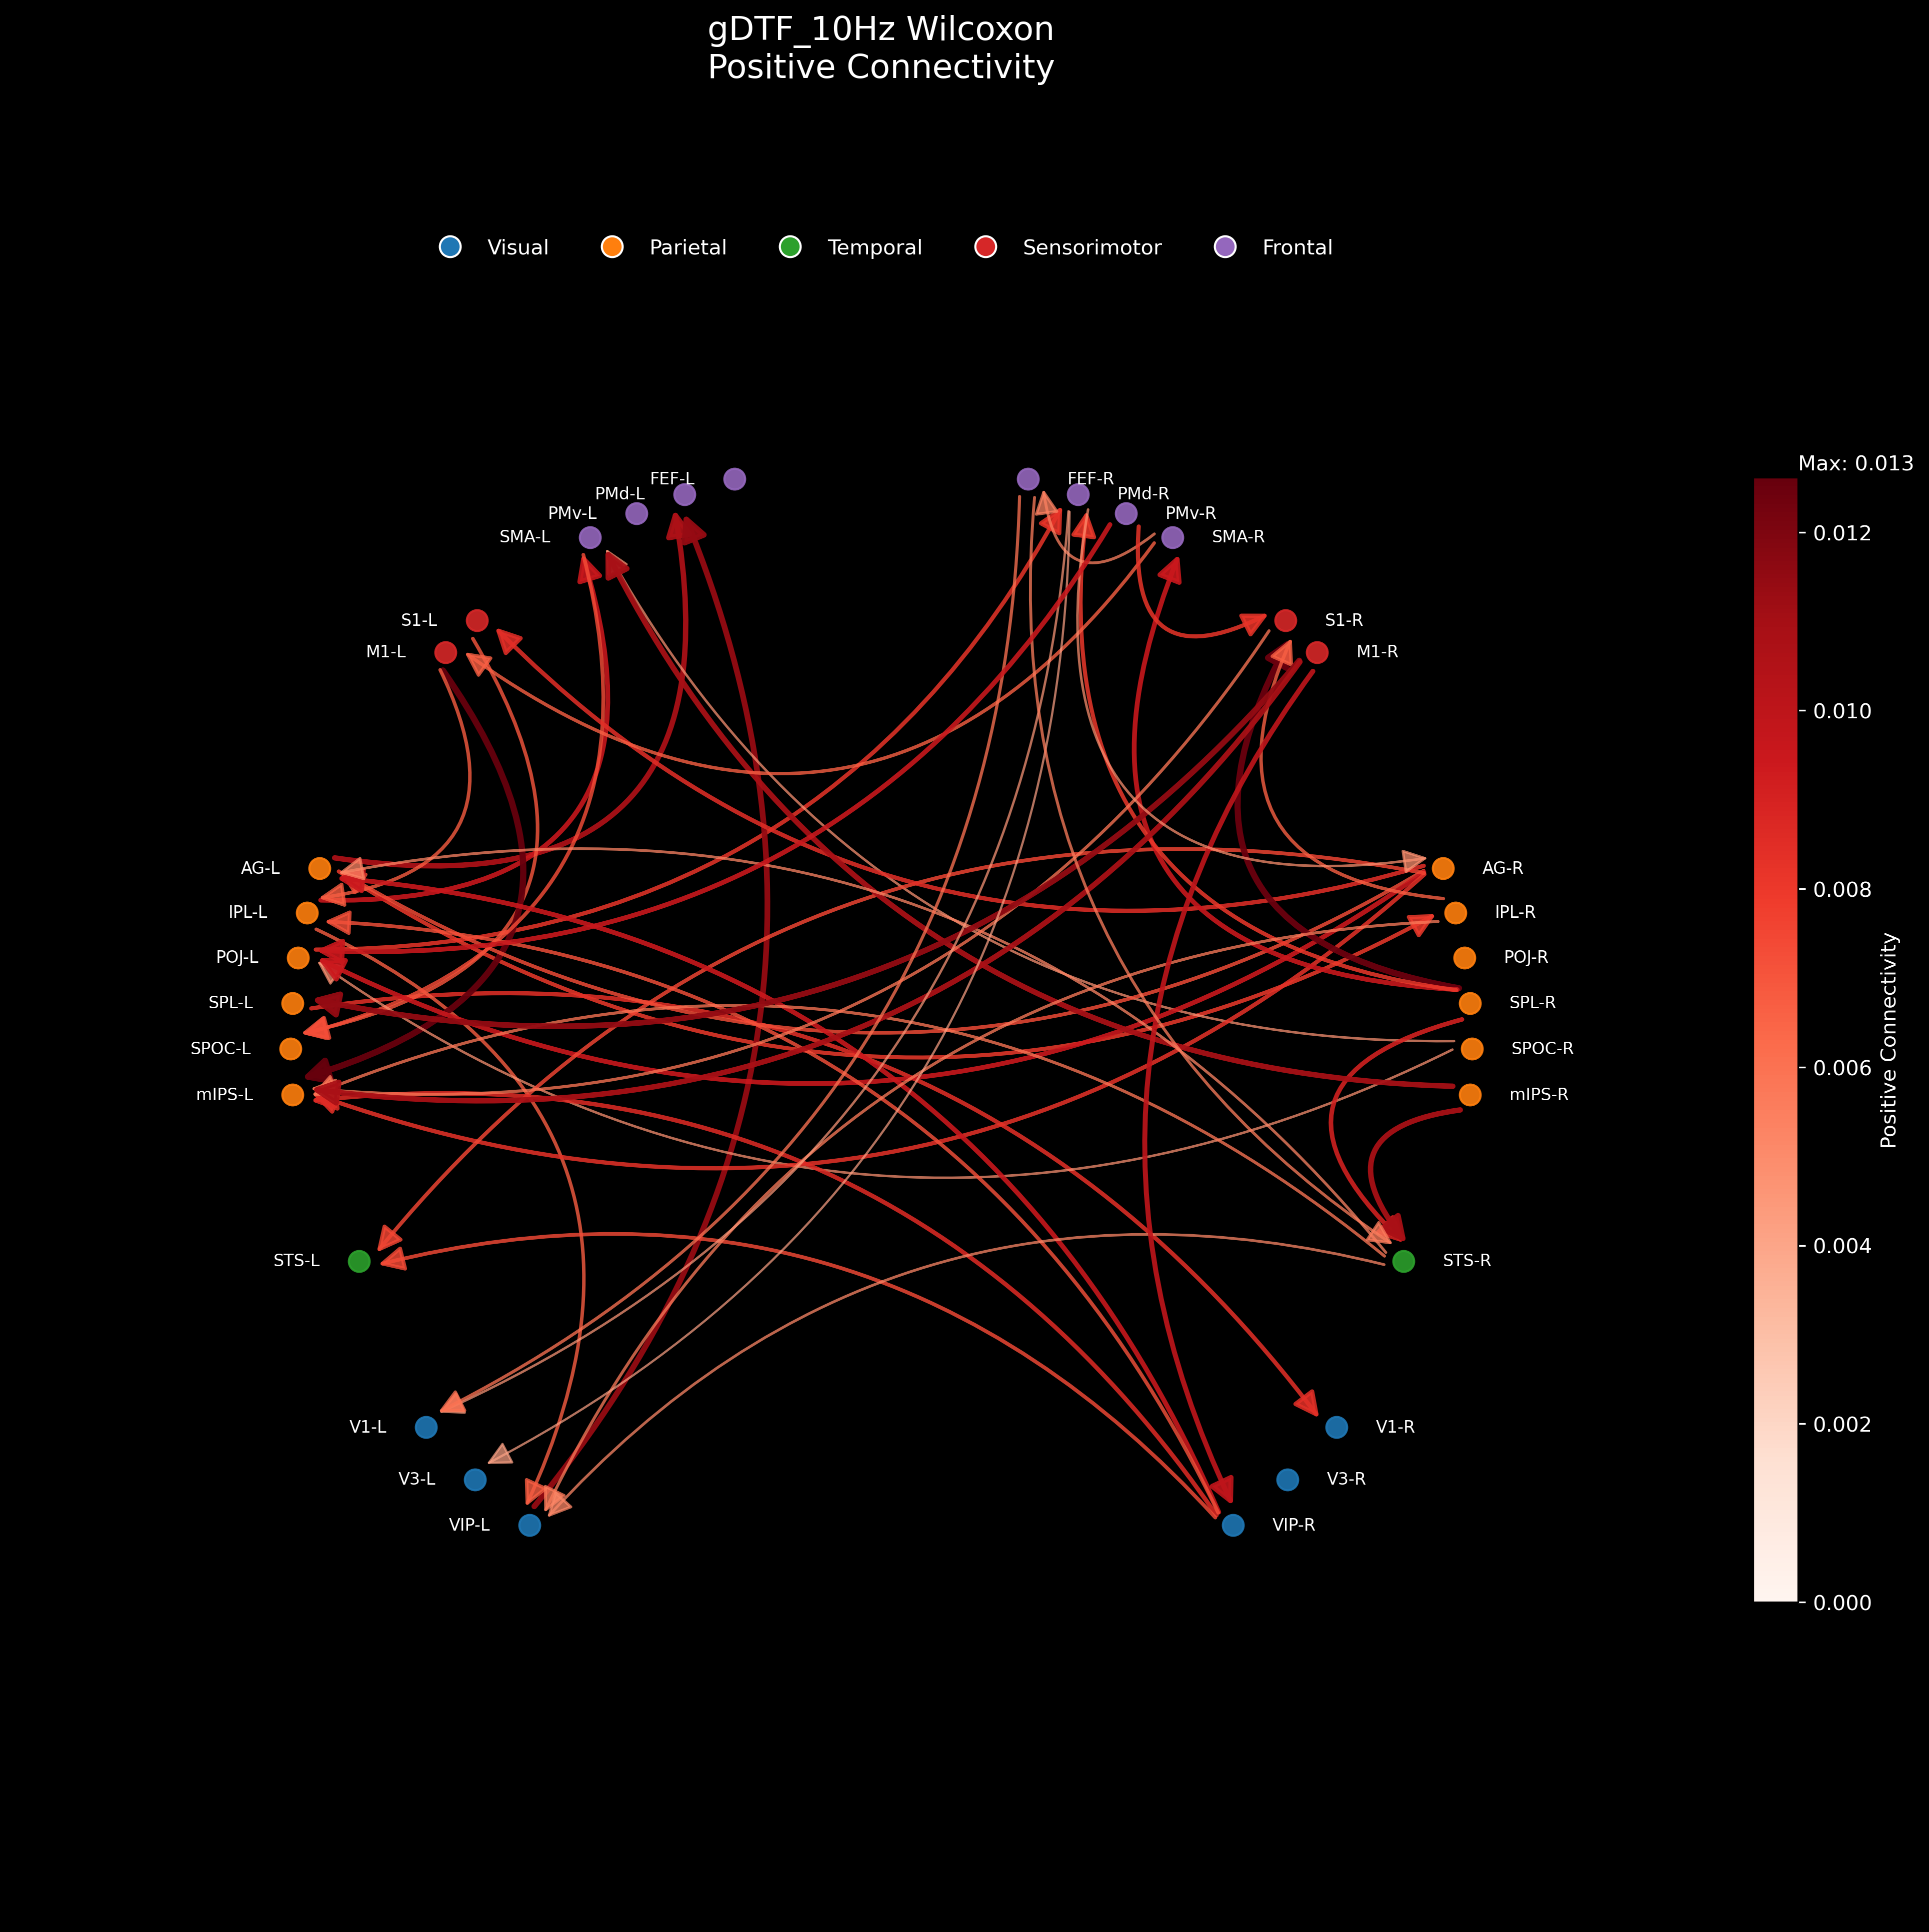 gDTF_10Hz Wilcoxon
Positive Connectivity
Visual Parietal Temporal Sensorimotor Frontal
Max: 0.013
FEF-L FEF-R
PMd-L PMd-R
PMv-L PMv-R
SMA-L SMA-R
0.012
S1-L S1-R
M1-L M1-R
0.010
AG-L AG-R
0.008
IPL-L IPL-R
POJ-L POJ-R
SPL-L SPL-R
SPOC-L SPOC-R
Positive Connectivity
0.006
mIPS-L mIPS-R
0.004
STS-L STS-R
0.002
V1-L V1-R
V3-L V3-R
VIP-L VIP-R
0.000